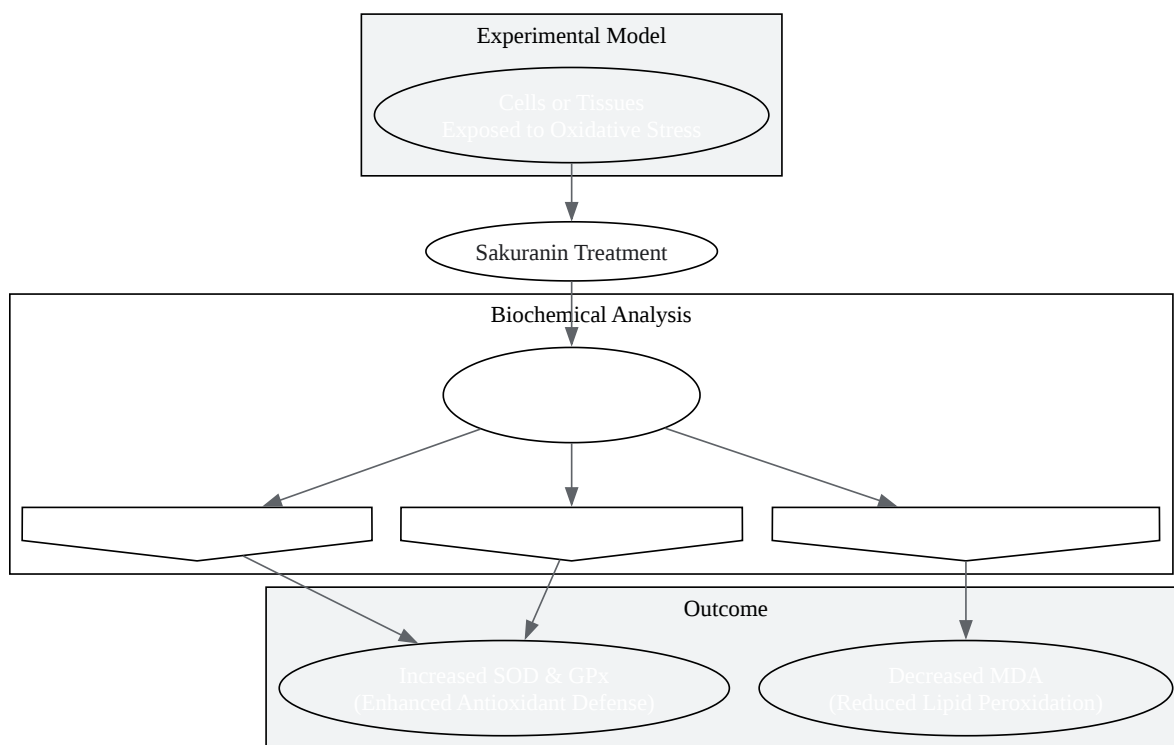 Experimental Model
Cells or Tissues
Exposed to Oxidative Stress
Sakuranin Treatment
Biochemical Analysis
Outcome
Increased SOD & GPx
(Enhanced Antioxidant Defense)
Decreased MDA
(Reduced Lipid Peroxidation)